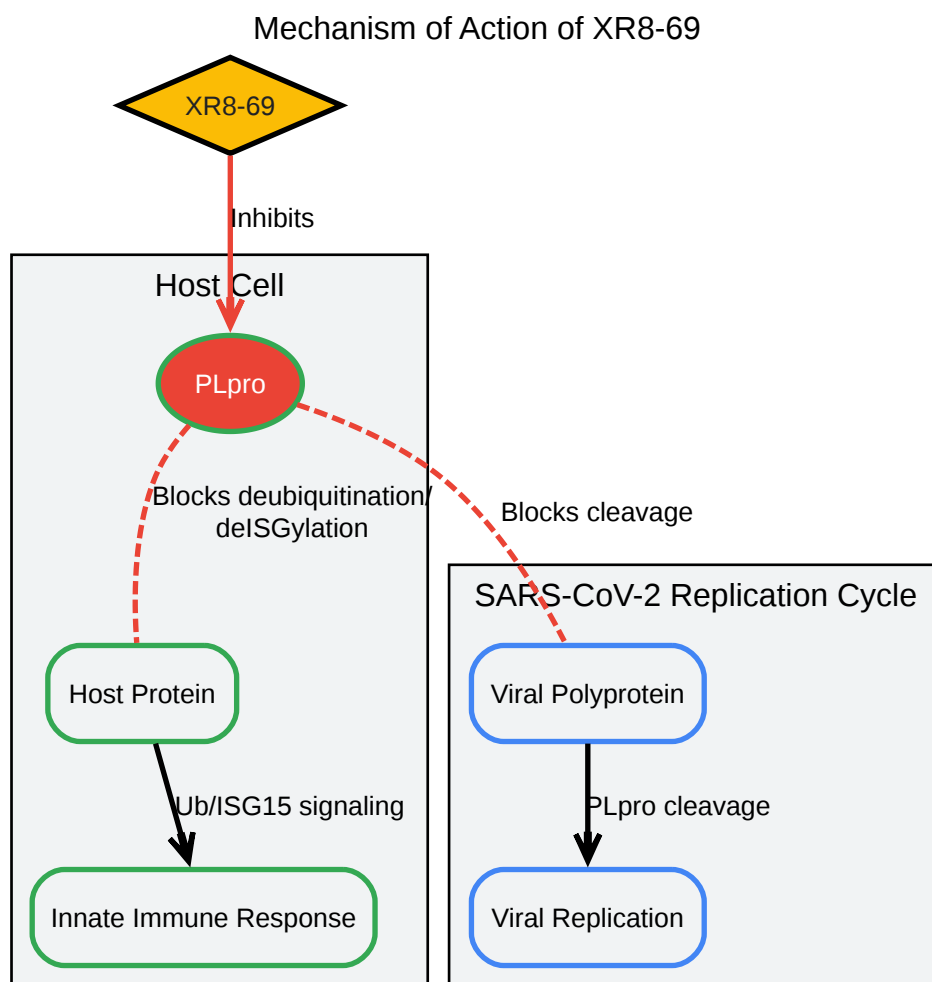 Mechanism of Action of XR8-69
XR8-69
Inhibits
Host Cell
PLpro
Blocks deubiquitination/
deISGylation
Blocks cleavage
SARS-CoV-2 Replication Cycle
Host Protein
Viral Polyprotein
Ub/ISG15 signaling
PLpro cleavage
Innate Immune Response
Viral Replication